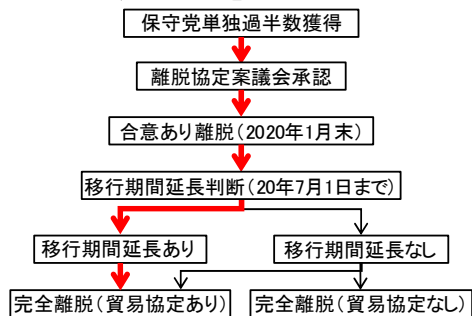 保守党単独過半数獲得
離脱協定案議会承認
合意あり離脱（2020年1月末）
移行期間延長判断（20年7月1日まで）
移行期間延長あり
移行期間延長なし
完全離脱（貿易協定あり）
完全離脱（貿易協定なし）